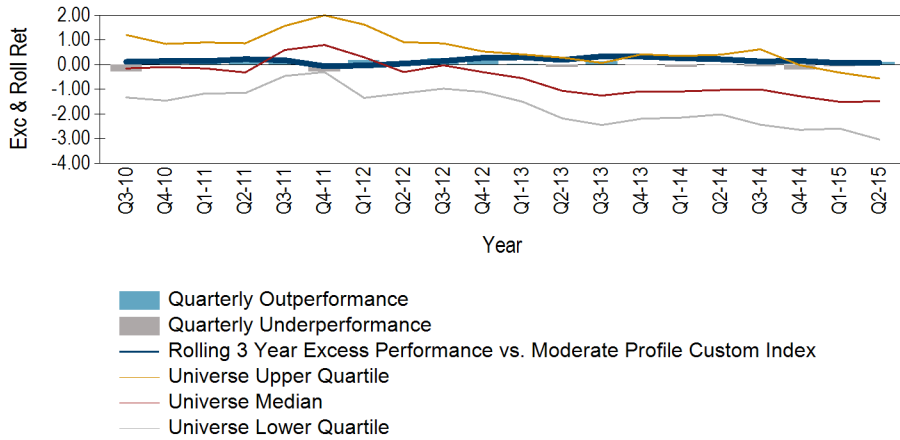 2.00
1.00
0.00
-1.00
-2.00
-3.00
-4.00
Exc & Roll Ret
Q3-10
Q4-10
Q1-11
Q2-11
Q3-11
Q4-11
Q1-12
Q2-12
Q3-12
Q4-12
Q1-13
Q2-13
Q3-13
Q4-13
Q1-14
Q2-14
Q3-14
Q4-14
Q1-15
Q2-15
Year
Quarterly Outperformance
Quarterly Underperformance
Rolling 3 Year Excess Performance vs. Moderate Profile Custom Index
Universe Upper Quartile
Universe Median
Universe Lower Quartile